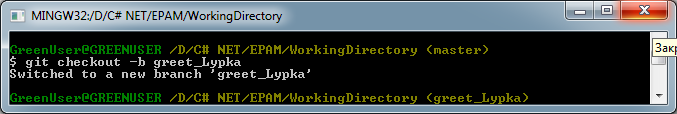 MINGW32:/D/C# NET/EPAM/WorkingDirectory
GreenUser@GREENUSER /D/C# NET/EPAM/WorkingDirectory (master)
$ git checkout -b greet_Lypka
Switched to a new branch 'greet_Lypka'
GreenUser@GREENUSER /D/C# NET/EPAM/WorkingDirectory (greet_Lypka)